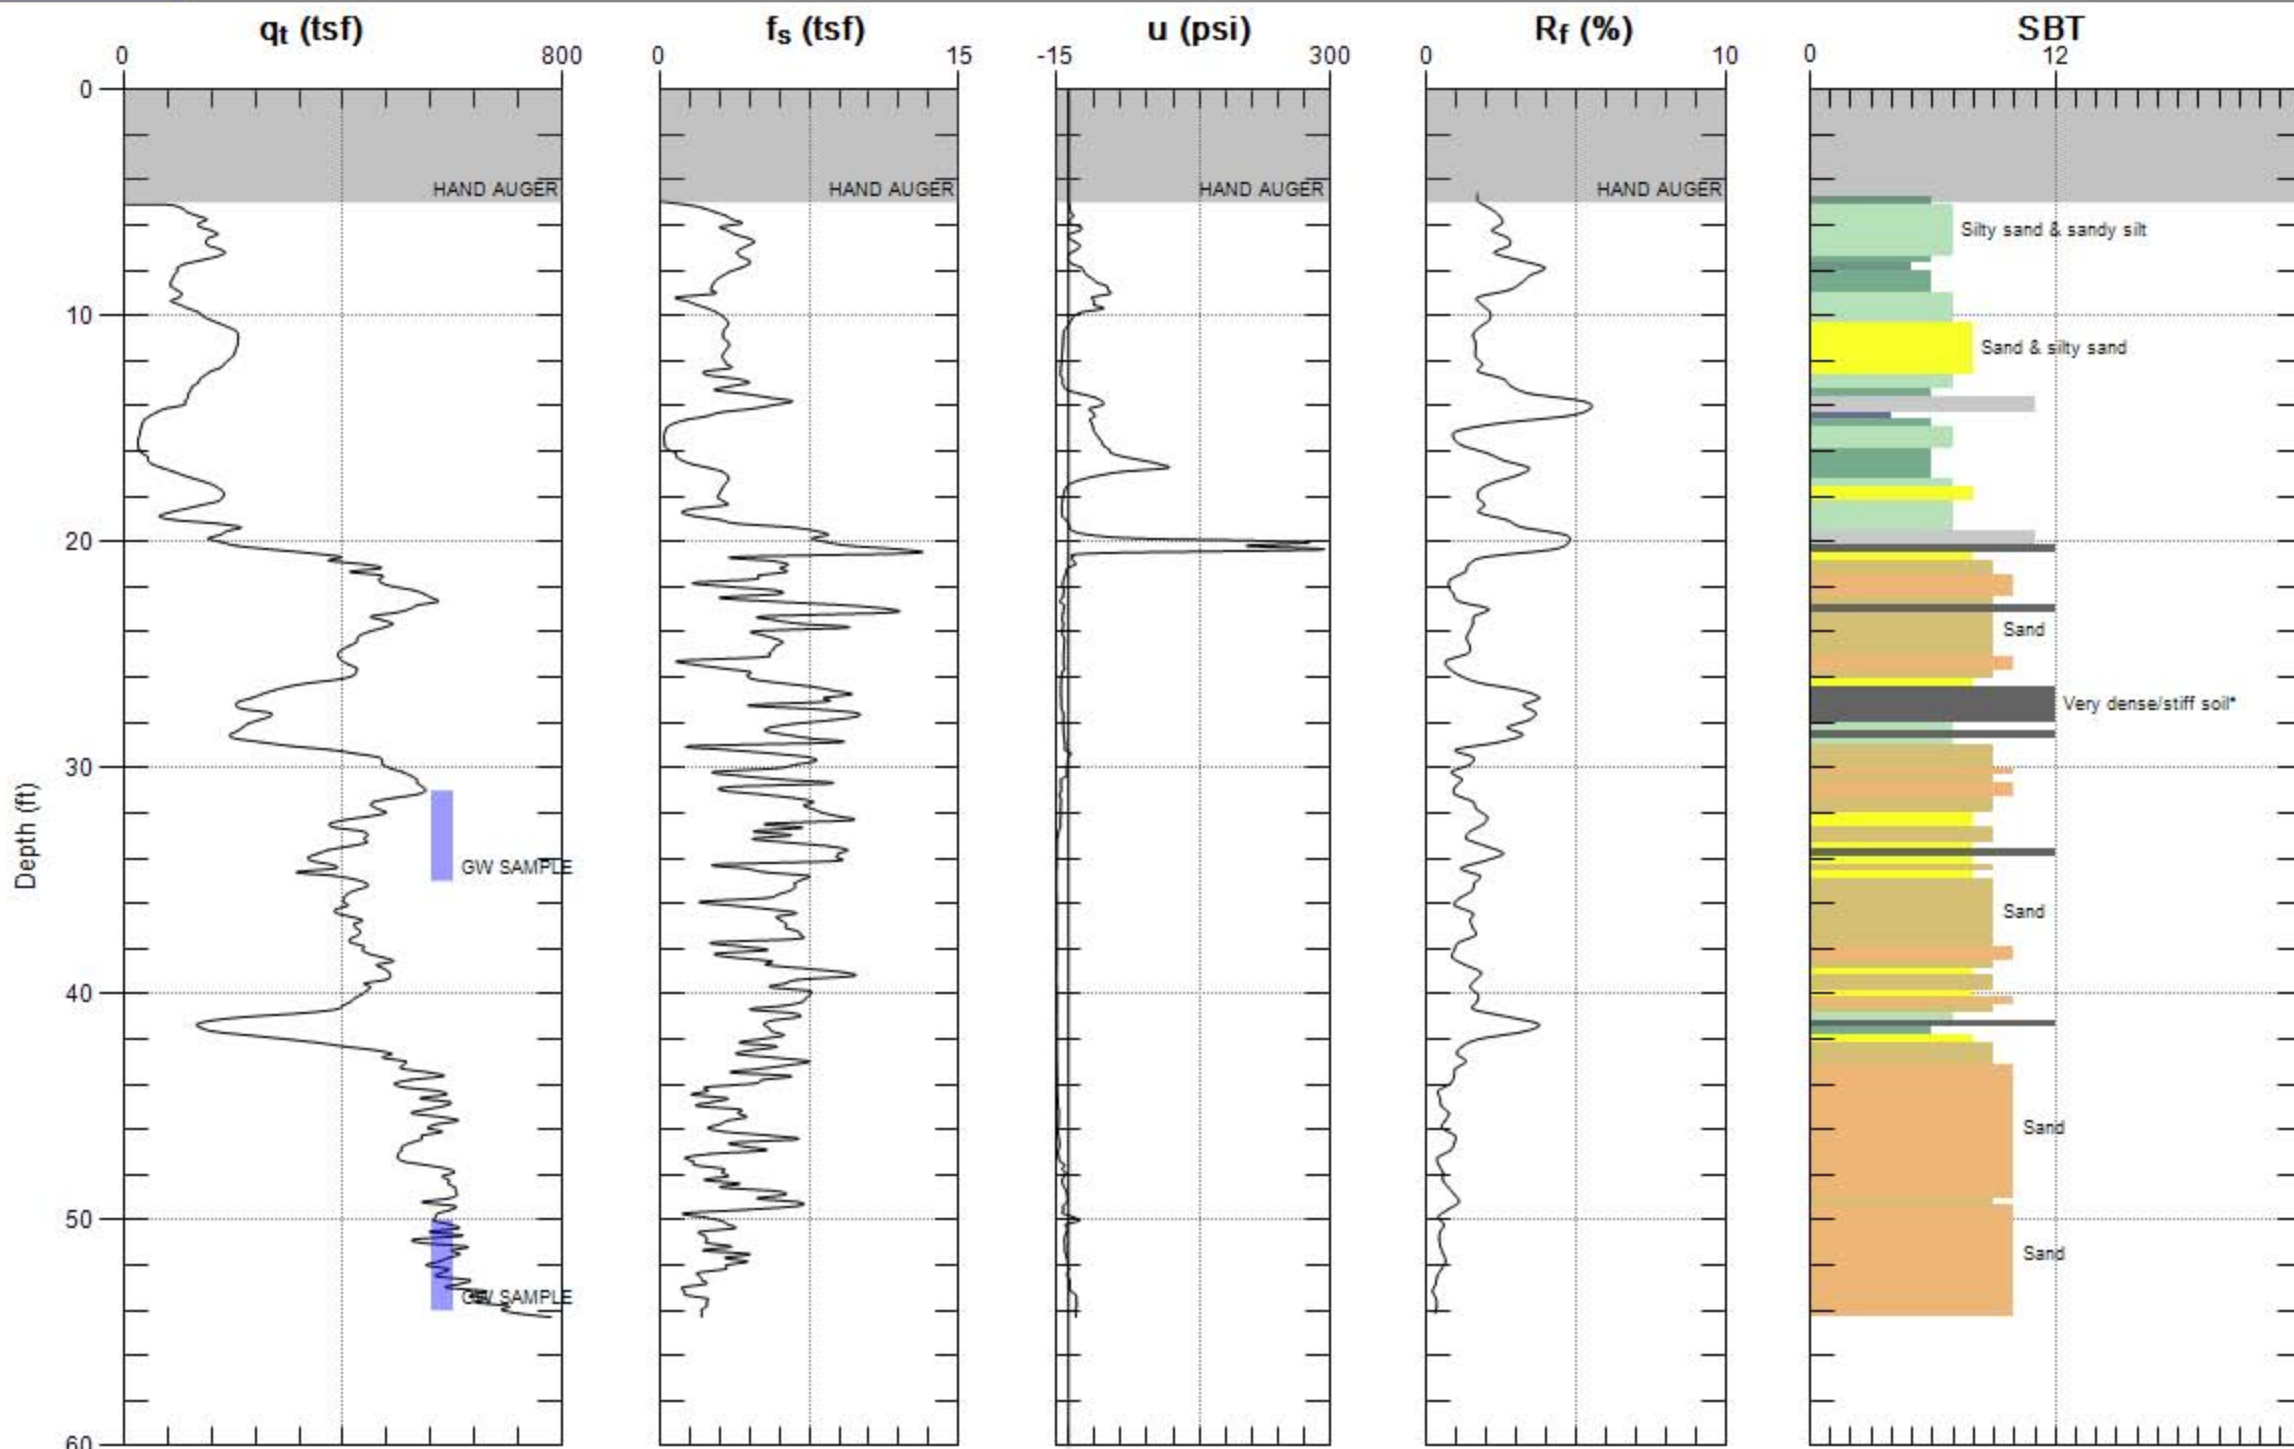 qt (tsf) fs (tsf) u (psi) Rf (%) SBT
0 800 0 15 -15 300 0 10 0 12
0
HAND AUGER HAND AUGER HAND AUGER HAND AUGER
Silty sand & sandy silt
10
Sand & silty sand
20
Sand
Very dense/stiff soil*
30
Depth (ft)
GW SAMPLE
Sand
40
Sand
50
Sand
GW SAMPLE
60